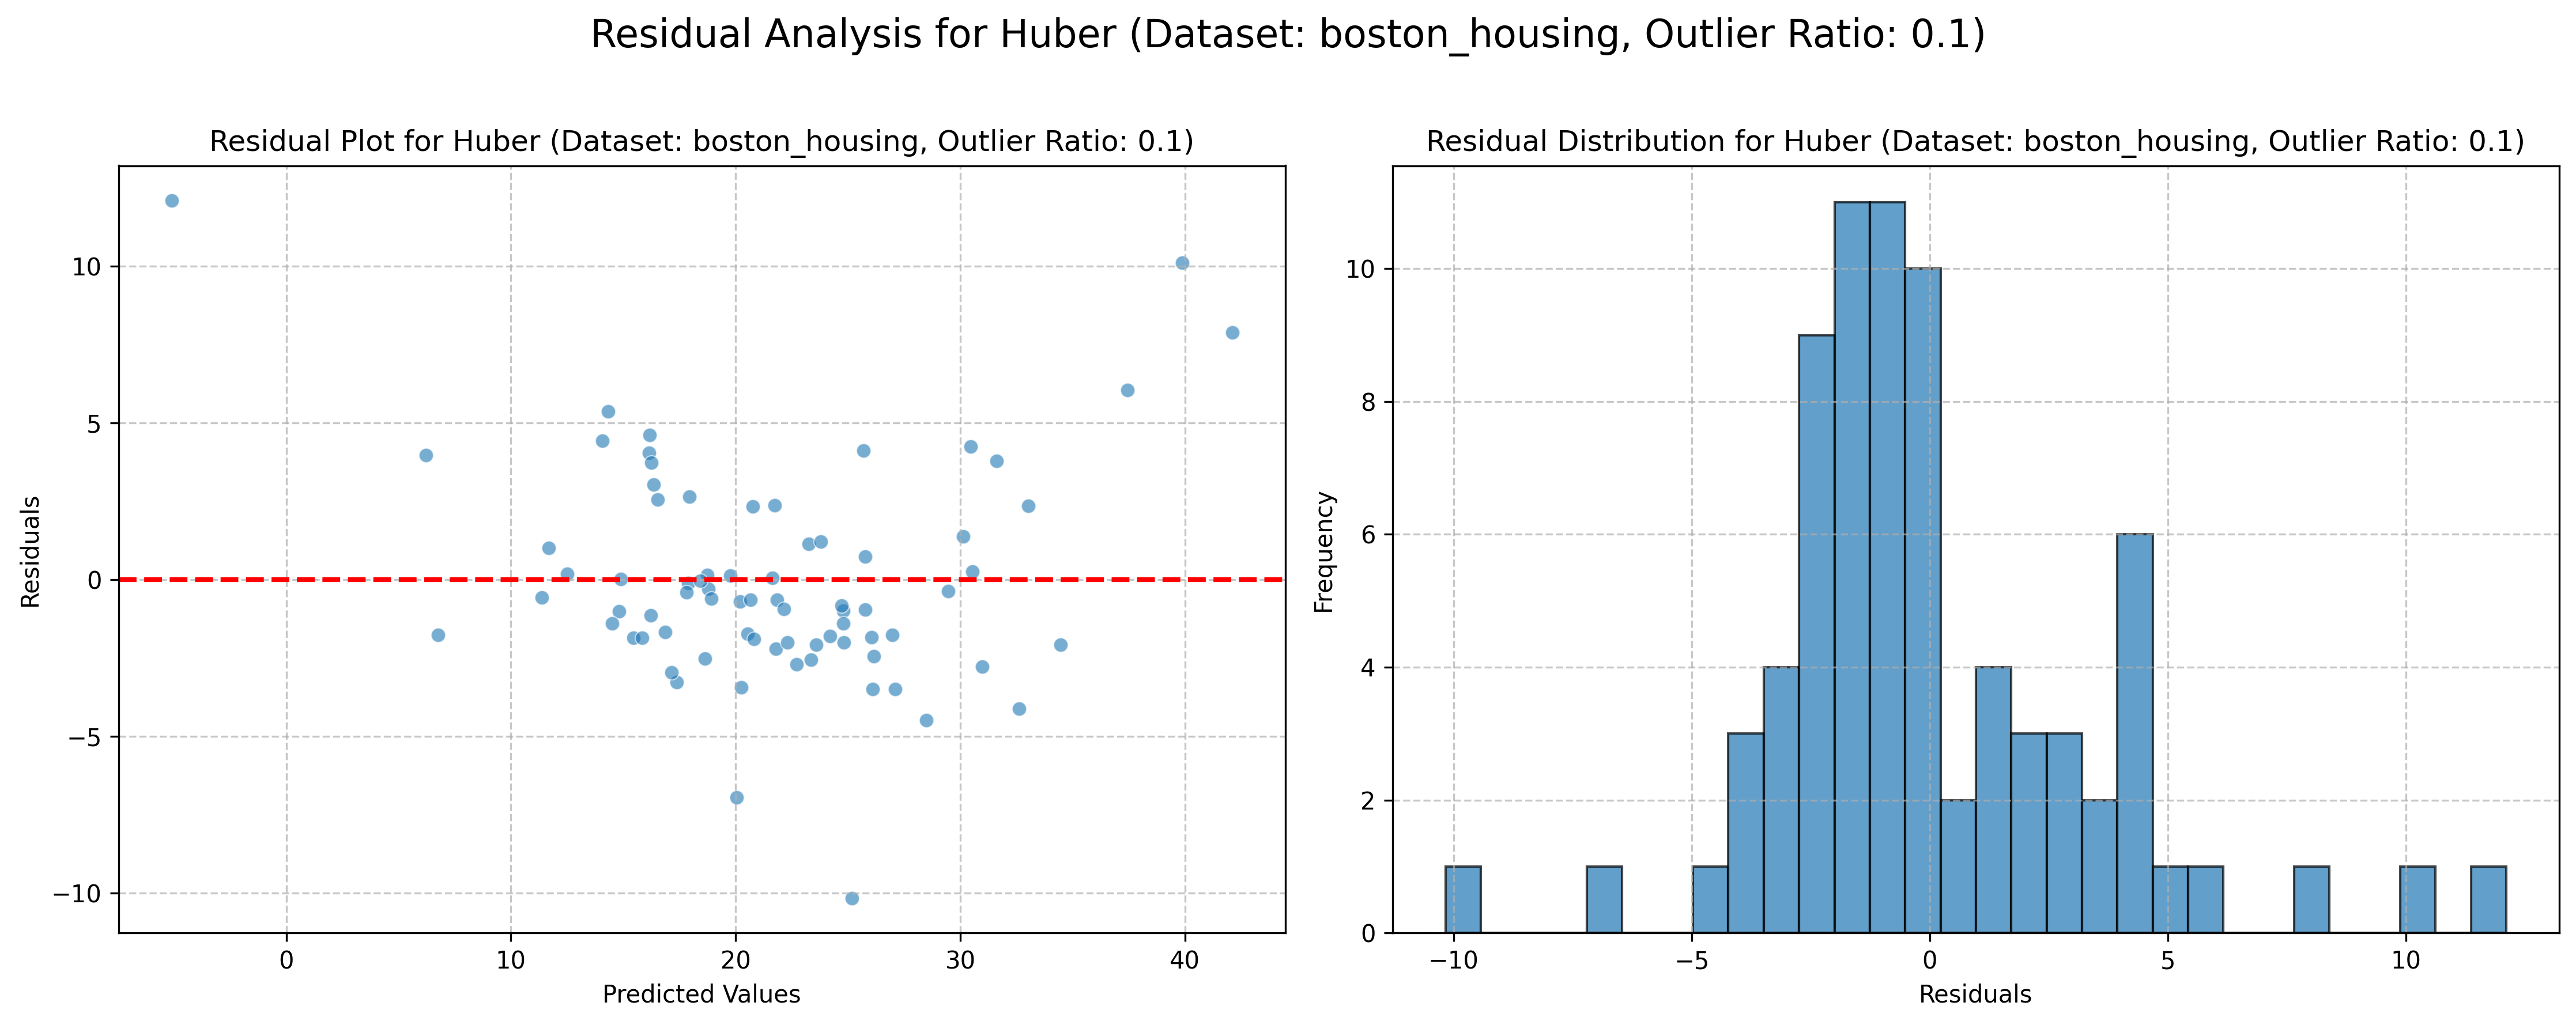 Residual Analysis for Huber (Dataset: boston_housing, Outlier Ratio: 0.1)
Residual Plot for Huber (Dataset: boston_housing, Outlier Ratio: 0.1)
10
5
0
−5
−10
Residuals
0 10 20 30 40
Predicted Values
Residual Distribution for Huber (Dataset: boston_housing, Outlier Ratio: 0.1)
10
8
6
4
2
0
Frequency
−10 −5 0 5 10
Residuals